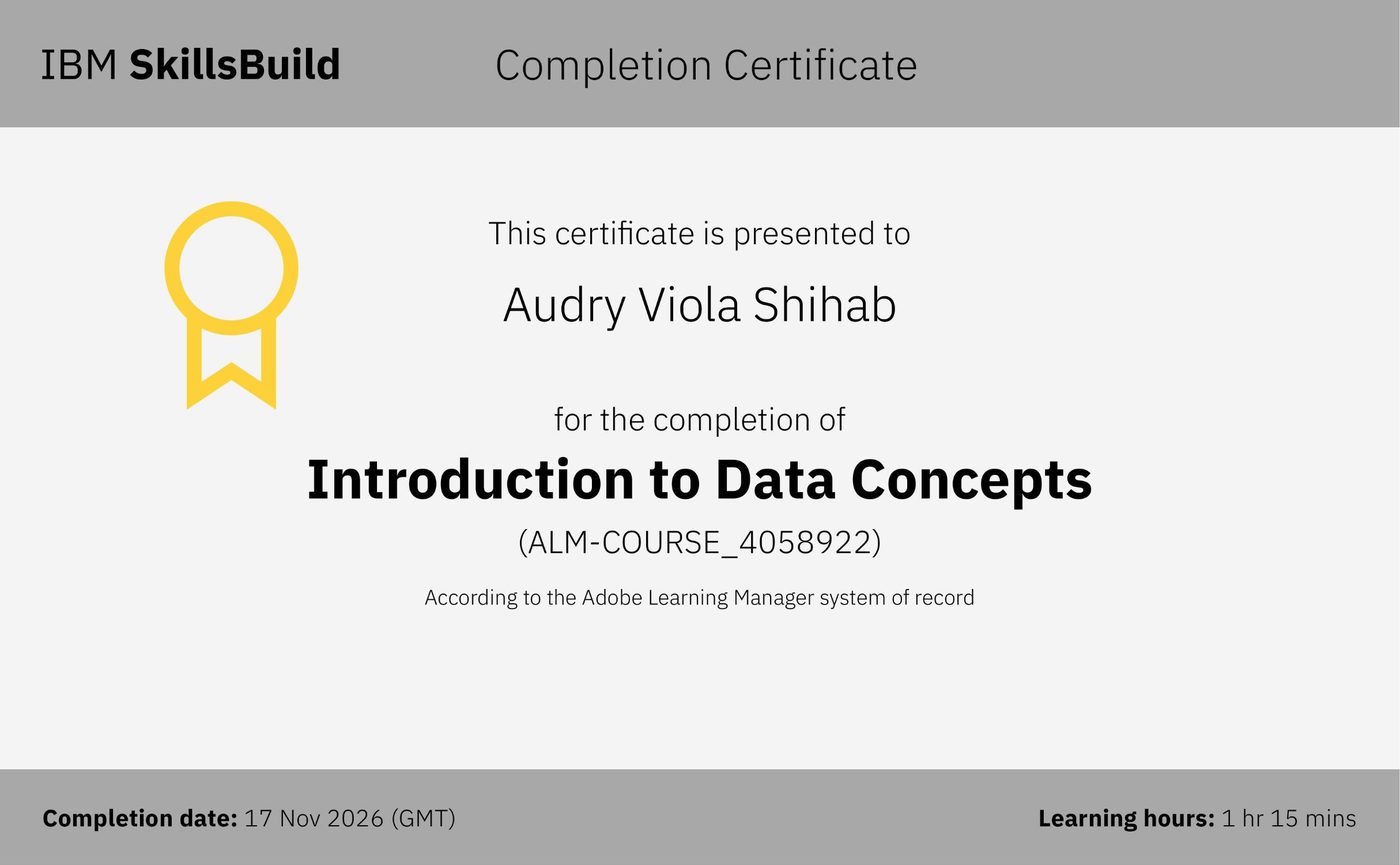 IBM SkillsBuild
Completion Certificate
This certificate is presented to
Audry Viola Shihab
for the completion of
Introduction to Data Concepts
(ALM-COURSE_4058922)
According to the Adobe Learning Manager system of record
Completion date: 17 Nov 2026 (GMT)
Learning hours: 1 hr 15 mins